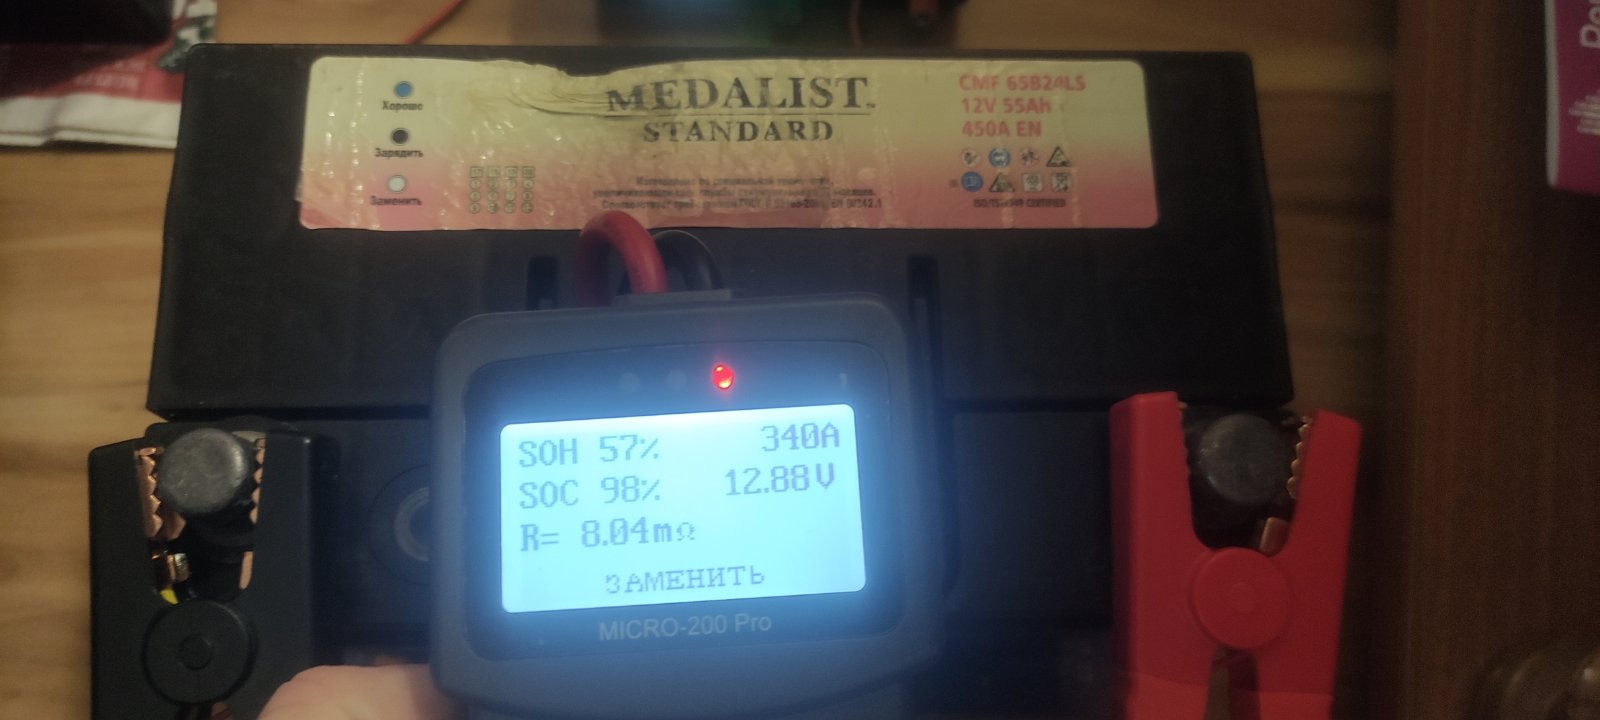 Хорошо
Зарядить
Заменить
MEDALIST
STANDARD
CMF 65B24LS
12V 55Ah
450A EN
ISO/TS16949 CERTIFIED
SOH 57% 340A
SOC 98% 12.88V
R= 8.04mΩ
ЗАМЕНИТЬ
MICRO-200 Pro